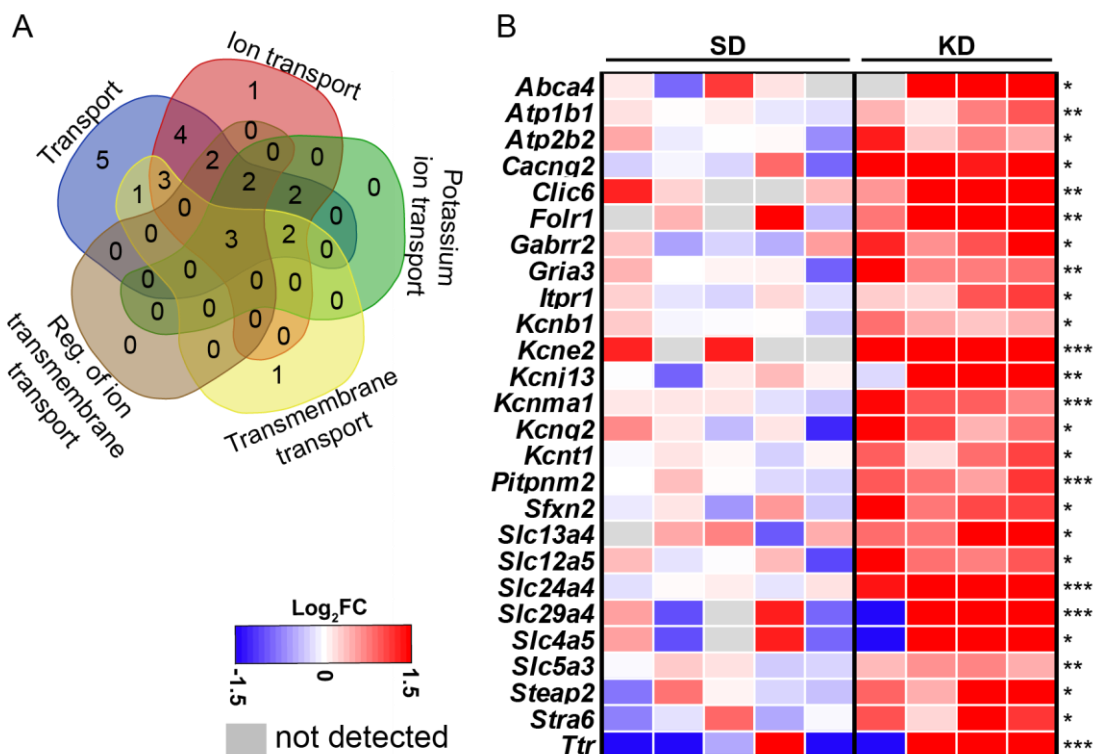 A
Ion transport
Transport
Potassium
ion transport
Reg. of ion
transmembrane
transport
Transmembrane
transport
1
5
4
0
2
0
0
0
1
3
2
2
0
0
0
0
3
2
0
0
0
0
0
0
0
0
0
0
0
0
1
Log2FC
-1.5
0
1.5
not detected
B
SD KD
Abca4 *
Atp1b1 **
Atp2b2 *
Cacng2 *
Clic6 **
Folr1 **
Gabrr2 *
Gria3 **
Itpr1 *
Kcnb1 *
Kcne2 ***
Kcnj13 **
Kcnma1 ***
Kcnq2 *
Kcnt1 *
Pitpnm2 ***
Sfxn2 *
Slc13a4 *
Slc12a5 *
Slc24a4 ***
Slc29a4 ***
Slc4a5 *
Slc5a3 **
Steap2 *
Stra6 *
Ttr ***